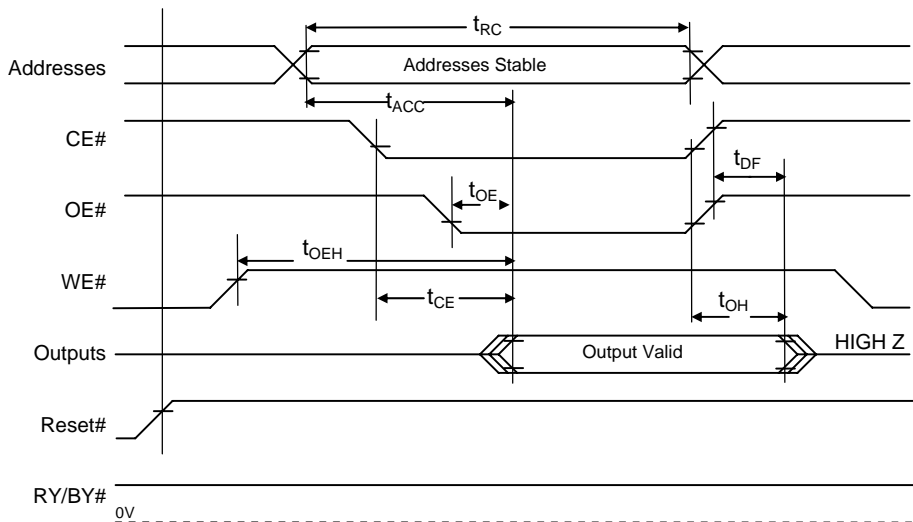 tRC
Addresses
Addresses Stable
tACC
CE#
tDF
tOE
OE#
tOEH
WE#
tCE
tOH
Outputs
Output Valid
HIGH Z
Reset#
RY/BY#
0V